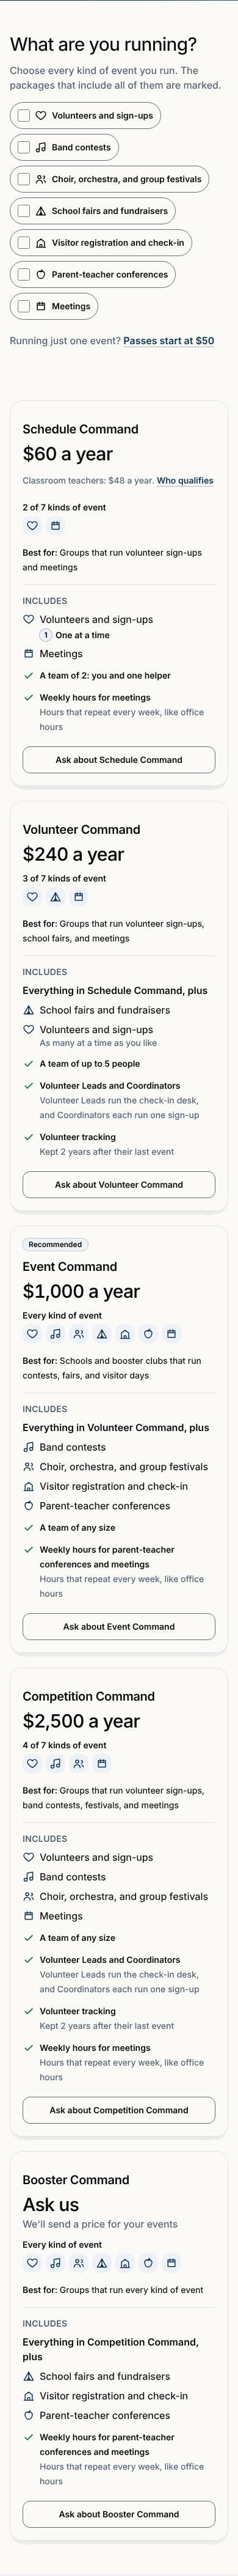 What are you running?
Choose every kind of event you run. The
packages that include all of them are marked.
Volunteers and sign-ups
Band contests
Choir, orchestra, and group festivals
School fairs and fundraisers
Visitor registration and check-in
Parent-teacher conferences
Meetings
Running just one event? Passes start at $50
Schedule Command
$60 a year
Classroom teachers: $48 a year. Who qualifies
2 of 7 kinds of event
Best for: Groups that run volunteer sign-ups
and meetings
INCLUDES
Volunteers and sign-ups
1 One at a time
Meetings
A team of 2: you and one helper
Weekly hours for meetings
Hours that repeat every week, like office
hours
Ask about Schedule Command
Volunteer Command
$240 a year
3 of 7 kinds of event
Best for: Groups that run volunteer sign-ups,
school fairs, and meetings
INCLUDES
Everything in Schedule Command, plus
School fairs and fundraisers
Volunteers and sign-ups
As many at a time as you like
A team of up to 5 people
Volunteer Leads and Coordinators
Volunteer Leads run the check-in desk,
and Coordinators each run one sign-up
Volunteer tracking
Kept 2 years after their last event
Ask about Volunteer Command
Recommended
Event Command
$1,000 a year
Every kind of event
Best for: Schools and booster clubs that run
contests, fairs, and visitor days
INCLUDES
Everything in Volunteer Command, plus
Band contests
Choir, orchestra, and group festivals
Visitor registration and check-in
Parent-teacher conferences
A team of any size
Weekly hours for parent-teacher
conferences and meetings
Hours that repeat every week, like office
hours
Ask about Event Command
Competition Command
$2,500 a year
4 of 7 kinds of event
Best for: Groups that run volunteer sign-ups,
band contests, festivals, and meetings
INCLUDES
Volunteers and sign-ups
Band contests
Choir, orchestra, and group festivals
Meetings
A team of any size
Volunteer Leads and Coordinators
Volunteer Leads run the check-in desk,
and Coordinators each run one sign-up
Volunteer tracking
Kept 2 years after their last event
Weekly hours for meetings
Hours that repeat every week, like office
hours
Ask about Competition Command
Booster Command
Ask us
We'll send a price for your events
Every kind of event
Best for: Groups that run every kind of event
INCLUDES
Everything in Competition Command,
plus
School fairs and fundraisers
Visitor registration and check-in
Parent-teacher conferences
Weekly hours for parent-teacher
conferences and meetings
Hours that repeat every week, like office
hours
Ask about Booster Command